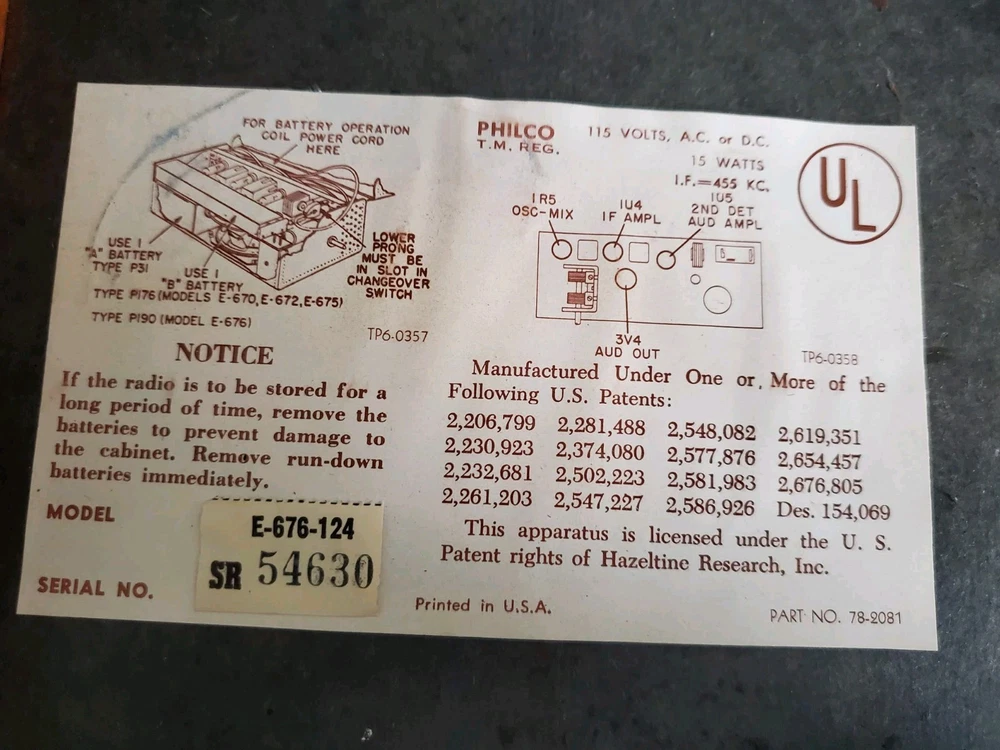 FOR BATTERY OPERATION
COIL POWER CORD
HERE
USE 1
"A" BATTERY
TYPE P31
USE 1
"B" BATTERY
TYPE P176 (MODELS E-670, E-672, E-675)
TYPE P190 (MODEL E-676)
LOWER
PRONG
MUST BE
IN SLOT IN
CHANGEOVER
SWITCH
TP6-0357
NOTICE
If the radio is to be stored for a
long period of time, remove the
batteries to prevent damage to
the cabinet. Remove run-down
batteries immediately.
MODEL
E-676-124
SR 54630
SERIAL NO.
PHILCO
T.M. REG.
115 VOLTS, A.C. or D.C.
15 WATTS
I.F.=455 KC.
UL
1R5
OSC-MIX
1U4
IF AMPL
1U5
2ND DET
AUD AMPL
3V4
AUD OUT
TP6-0358
Manufactured Under One or. More of the
Following U.S. Patents:
2,206,799 2,281,488 2,548,082 2,619,351
2,230,923 2,374,080 2,577,876 2,654,457
2,232,681 2,502,223 2,581,983 2,676,805
2,261,203 2,547,227 2,586,926 Des. 154,069
This apparatus is licensed under the U. S.
Patent rights of Hazeltine Research, Inc.
Printed in U.S.A.
PART NO. 78-2081